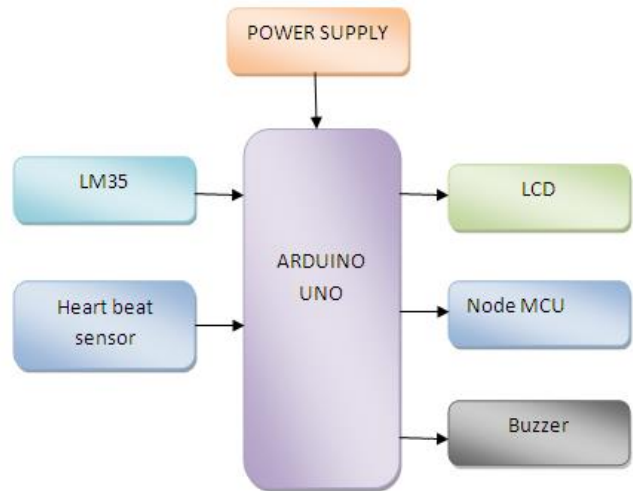 POWER SUPPLY
LM35
LCD
ARDUINO
UNO
Heart beat
sensor
Node MCU
Buzzer